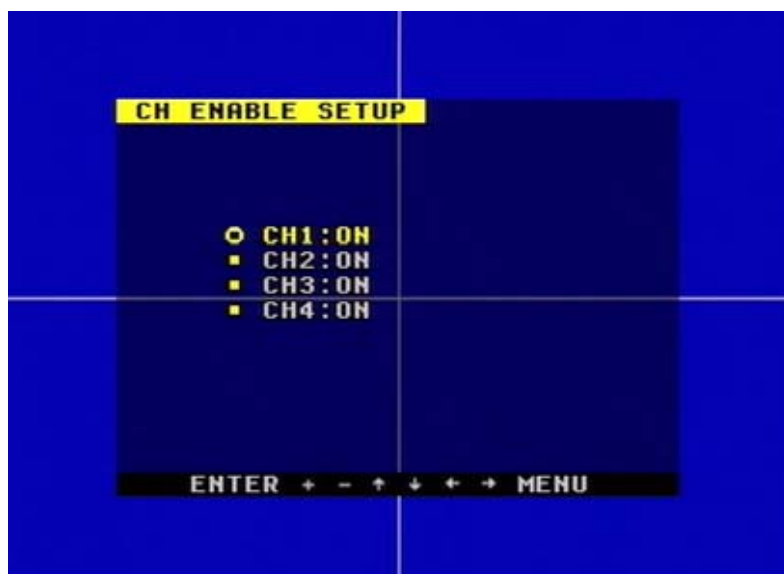 CH ENABLE SETUP
CH1:ON
CH2:ON
CH3:ON
CH4:ON
ENTER + - ↑ ↓ ← → MENU